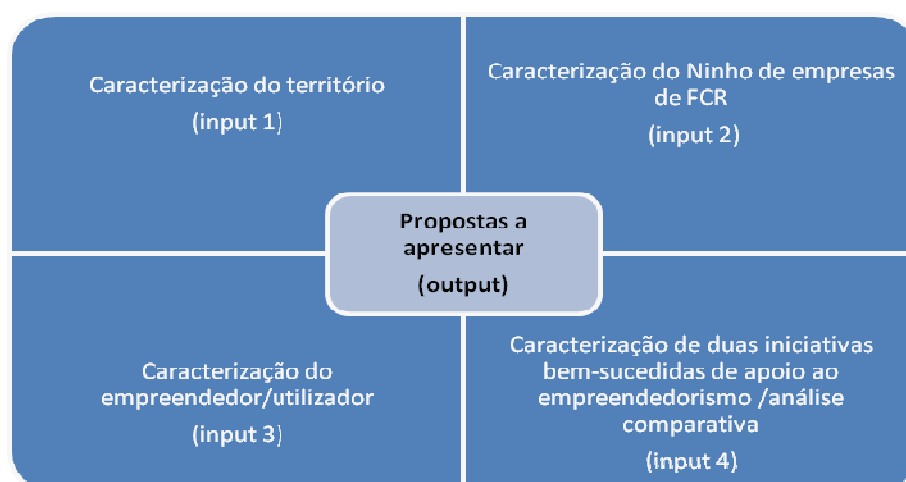 Caracterização do território
(input 1)
Caracterização do Ninho de empresas
de FCR
(input 2)
Propostas a
apresentar
(output)
Caracterização do
empreendedor/utilizador
(input 3)
Caracterização de duas iniciativas
bem-sucedidas de apoio ao
empreendedorismo /análise
comparativa
(input 4)